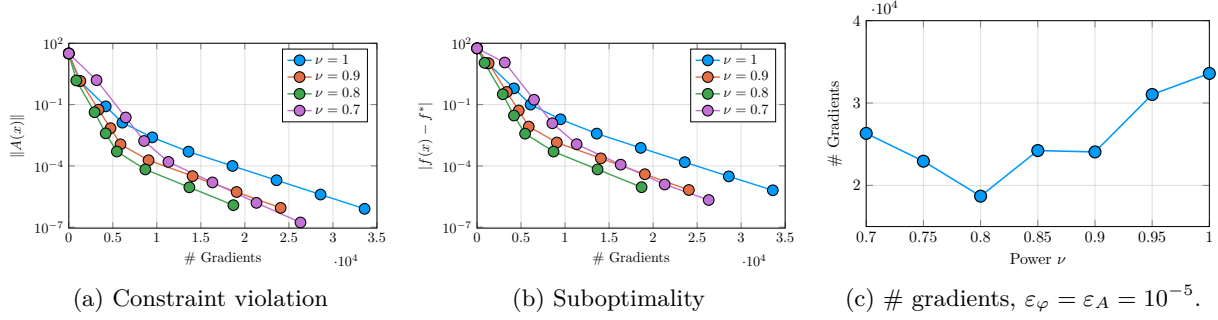 10^2
10^{-1}
10^{-4}
10^{-7}
∥A(x)∥
0 0.5 1 1.5 2 2.5 3 3.5
# Gradients
·10^4
ν = 1
ν = 0.9
ν = 0.8
ν = 0.7
(a) Constraint violation
10^2
10^{-1}
10^{-4}
10^{-7}
|f(x) − f*|
0 0.5 1 1.5 2 2.5 3 3.5
# Gradients
·10^4
ν = 1
ν = 0.9
ν = 0.8
ν = 0.7
(b) Suboptimality
·10^4
4
3
2
# Gradients
0.7 0.75 0.8 0.85 0.9 0.95 1
Power ν
(c) # gradients, ε_φ = ε_A = 10^{-5}.